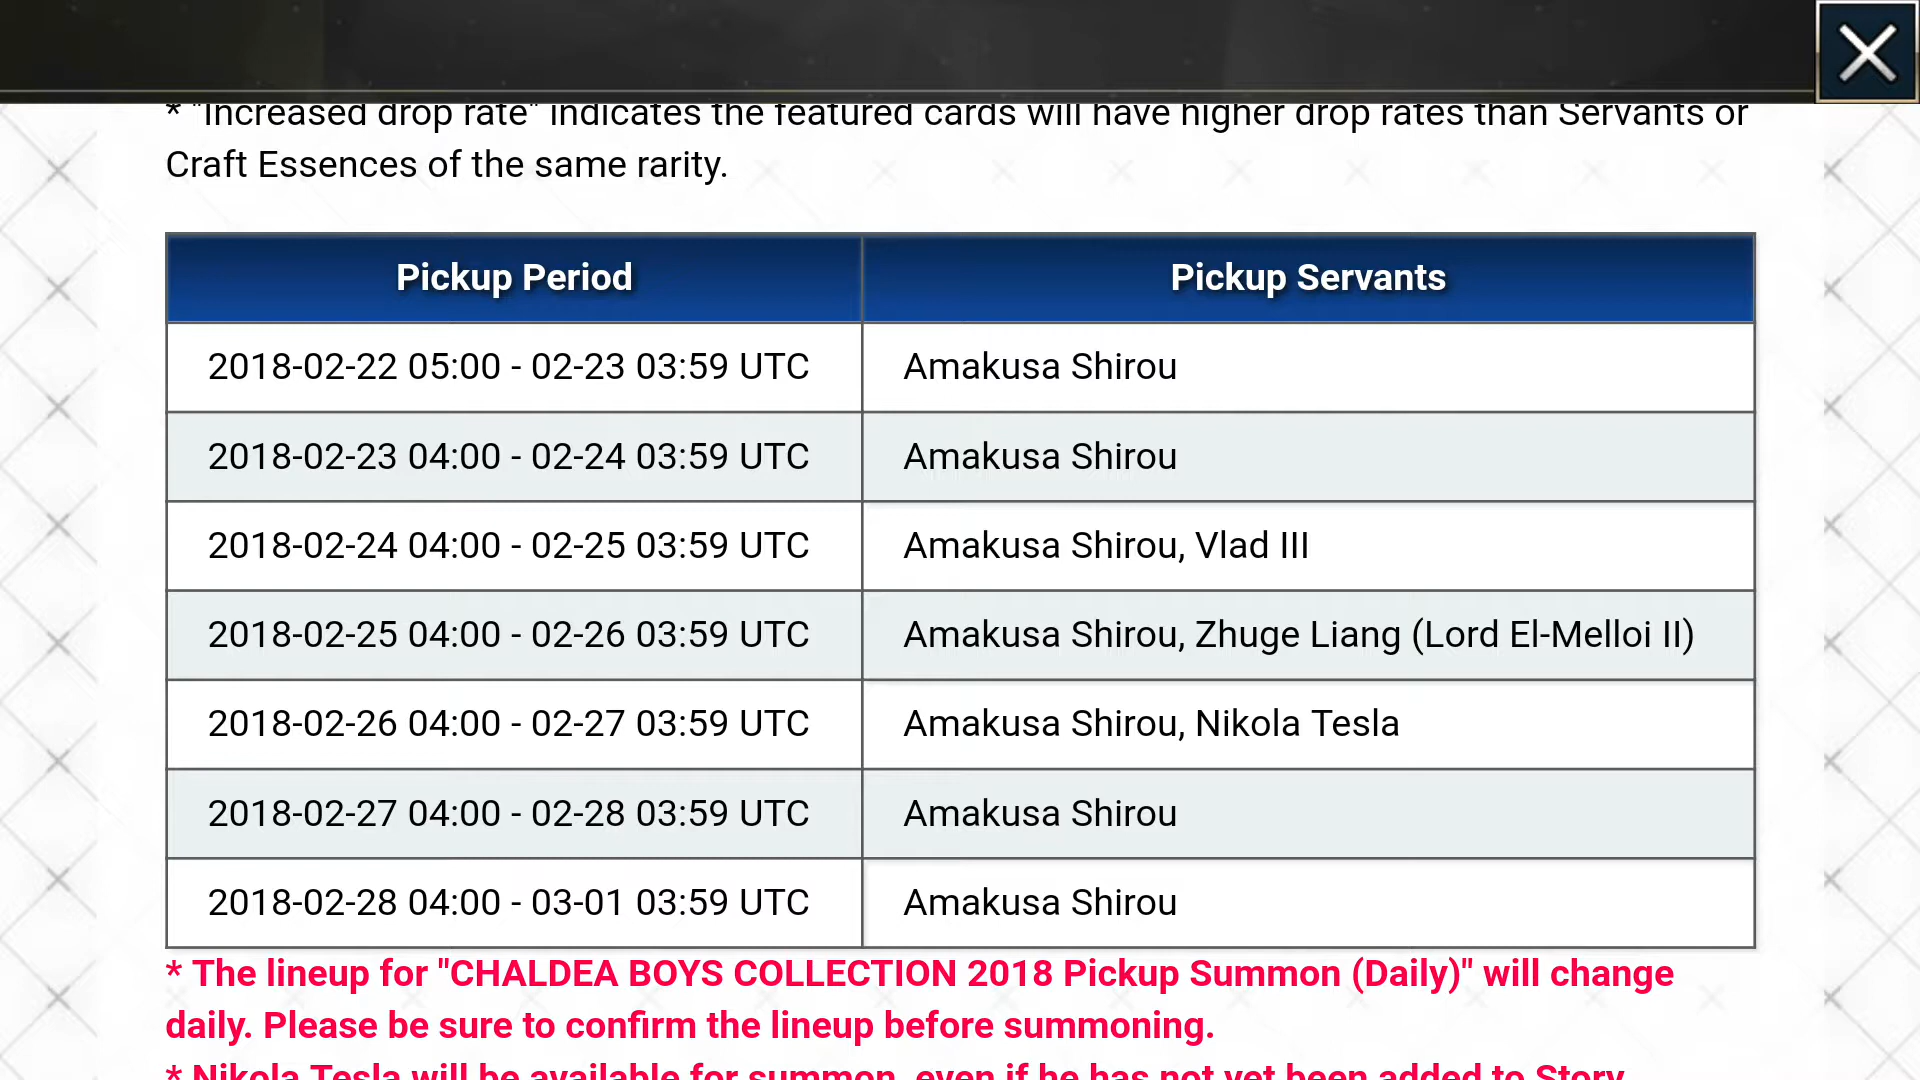 * "Increased drop rate" indicates the featured cards will have higher drop rates than Servants or
Craft Essences of the same rarity.
Pickup Period Pickup Servants
2018-02-22 05:00 - 02-23 03:59 UTC Amakusa Shirou
2018-02-23 04:00 - 02-24 03:59 UTC Amakusa Shirou
2018-02-24 04:00 - 02-25 03:59 UTC Amakusa Shirou, Vlad III
2018-02-25 04:00 - 02-26 03:59 UTC Amakusa Shirou, Zhuge Liang (Lord El-Melloi II)
2018-02-26 04:00 - 02-27 03:59 UTC Amakusa Shirou, Nikola Tesla
2018-02-27 04:00 - 02-28 03:59 UTC Amakusa Shirou
2018-02-28 04:00 - 03-01 03:59 UTC Amakusa Shirou
* The lineup for "CHALDEA BOYS COLLECTION 2018 Pickup Summon (Daily)" will change
daily. Please be sure to confirm the lineup before summoning.
* Nikola Tesla will be available for summon, even if he has not yet been added to Story